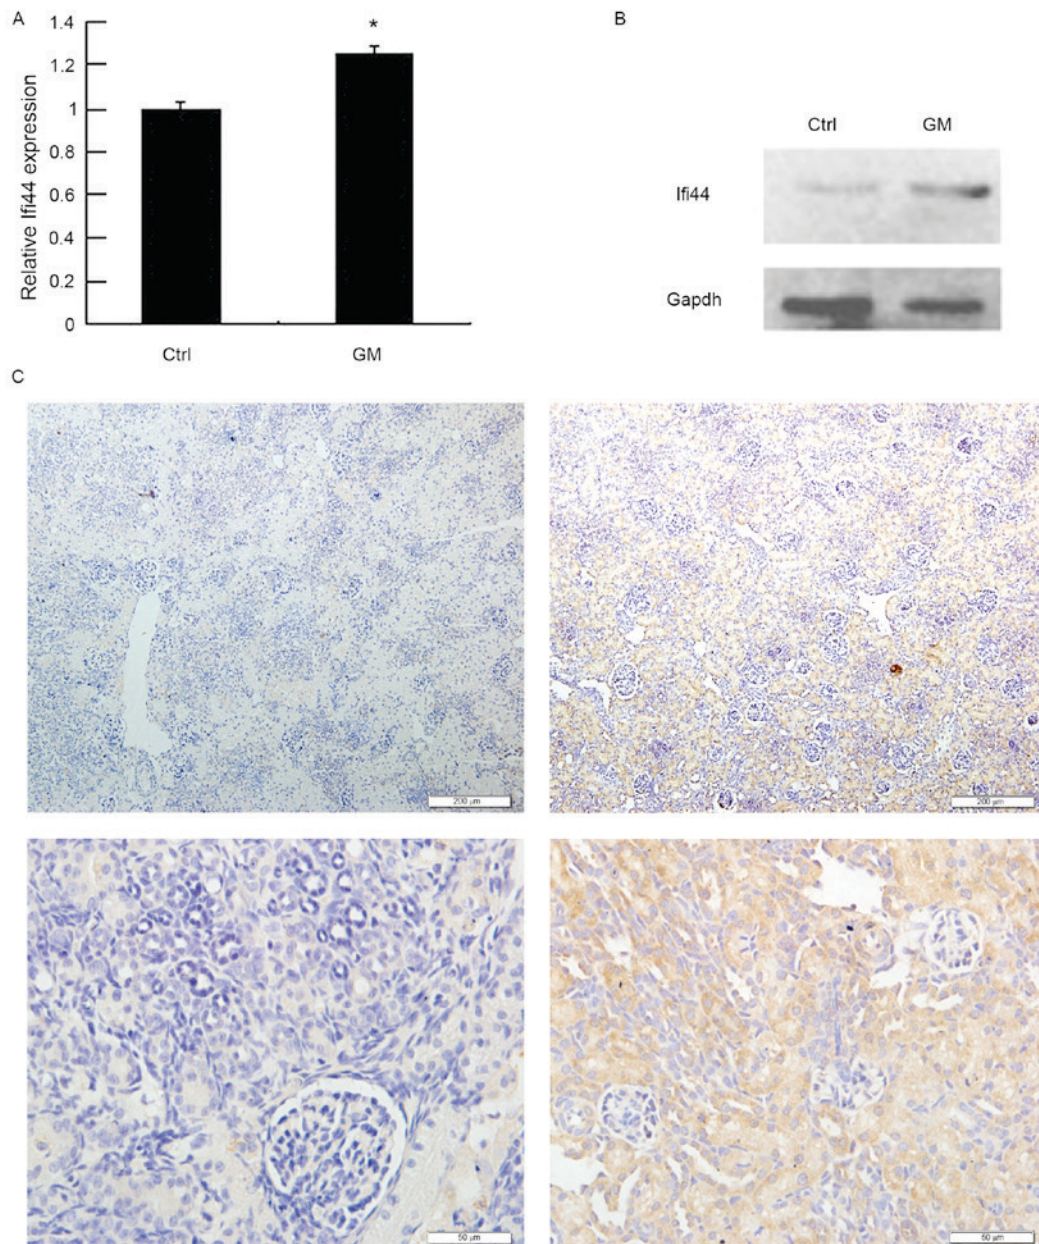 A
1.4
1.2
1
0.8
0.6
0.4
0.2
0
Relative Ifi44 expression
*
Ctrl
GM
B
Ctrl
GM
Ifi44
Gapdh
C
200 µm
200 µm
50 µm
50 µm